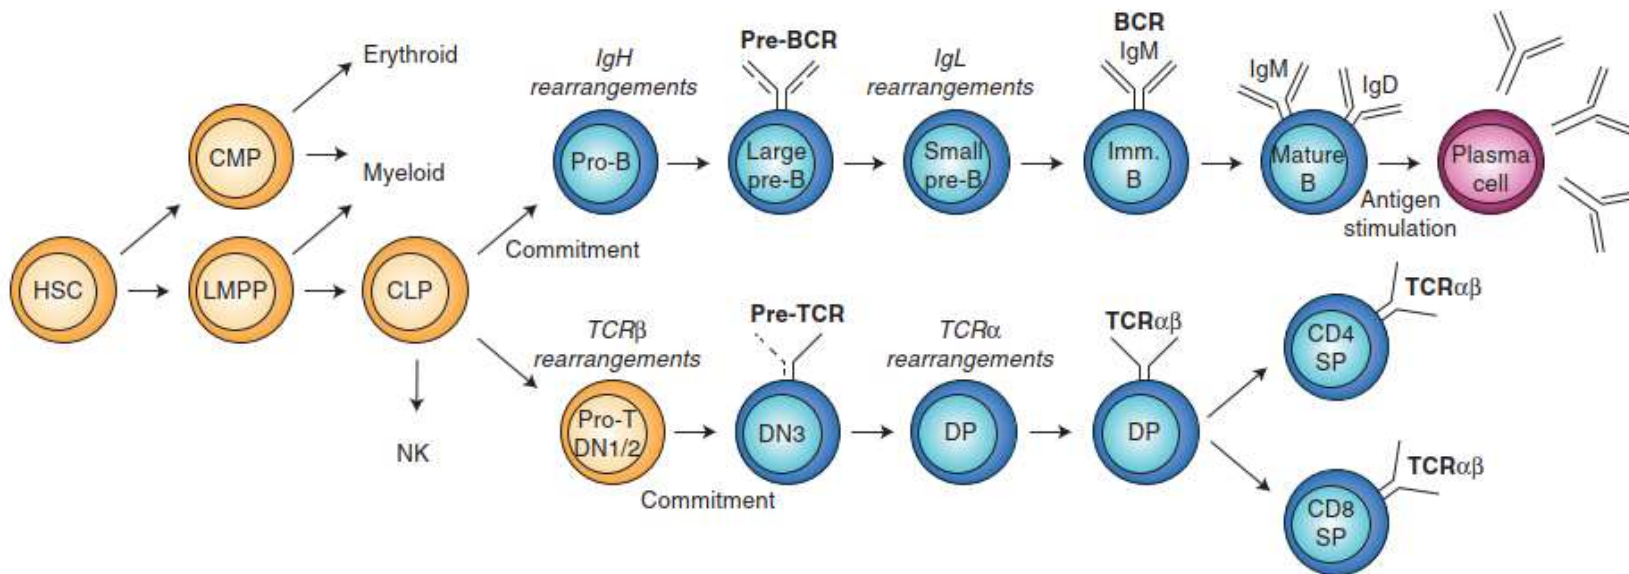 Erythroid
CMP
Myeloid
HSC
LMPP
CLP
NK
Commitment
IgH
rearrangements
Pro-B
Pre-BCR
Large
pre-B
IgL
rearrangements
Small
pre-B
BCR
IgM
Imm.
B
IgM
IgD
Mature
B
Antigen
stimulation
Plasma
cell
TCRβ
rearrangements
Pro-T
DN1/2
Commitment
Pre-TCR
DN3
TCRα
rearrangements
DP
TCRαβ
DP
TCRαβ
CD4
SP
TCRαβ
CD8
SP